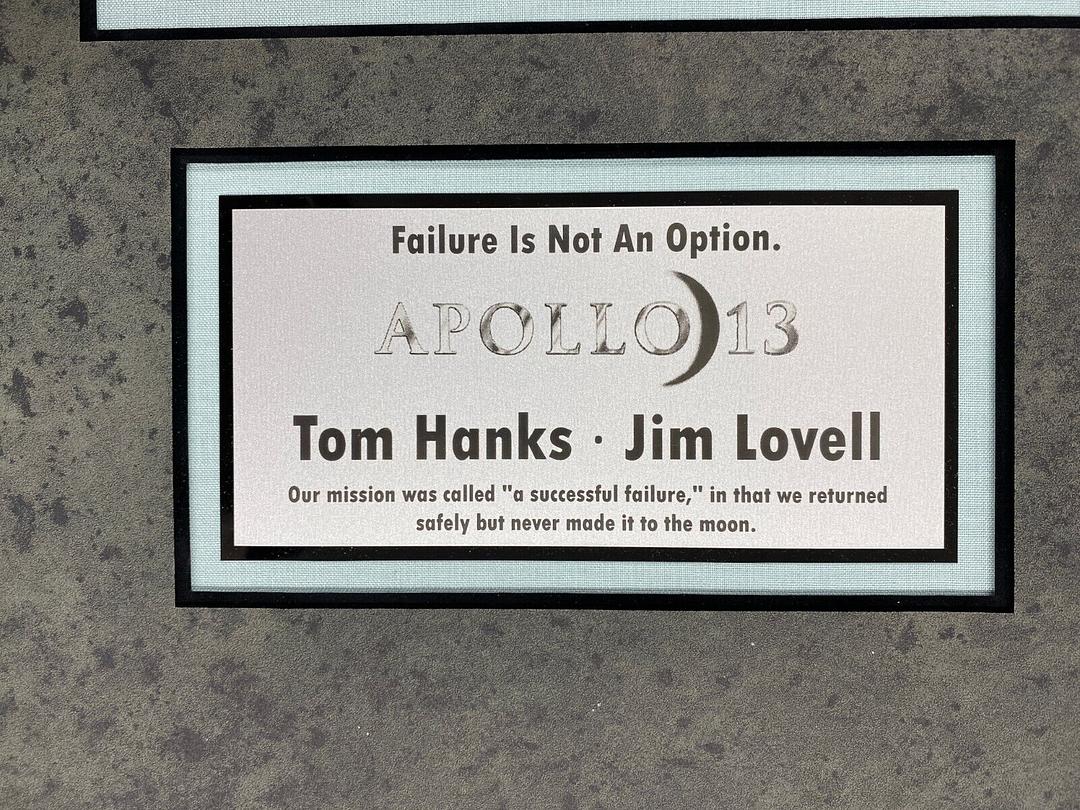 Failure Is Not An Option.
APOLLO 13
Tom Hanks · Jim Lovell
Our mission was called "a successful failure," in that we returned
safely but never made it to the moon.